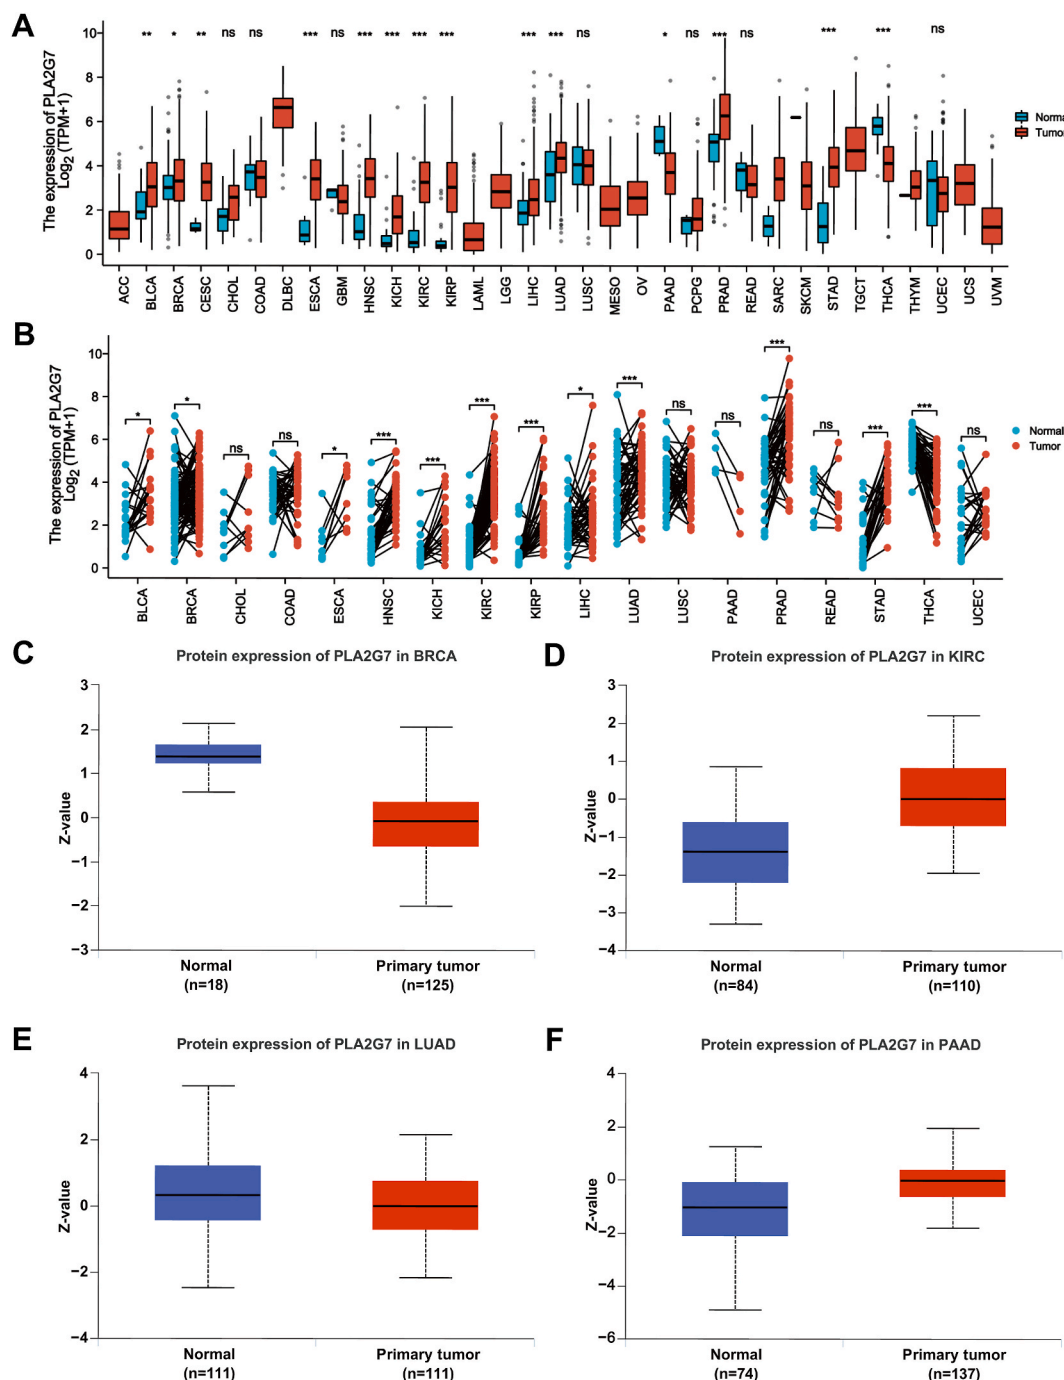 A
The expression of PLA2G7
Log2 (TPM+1)
10
8
6
4
2
0
** * ** ns ns *** ns *** *** *** *** *** *** ns * ns *** ns *** *** ns
Normal
Tumor
ACC BLCA BRCA CESC CHOL COAD DLBC ESCA GBM HNSC KICH KIRC KIRP LAML LGG LIHC LUAD LUSC MESO OV PAAD PCPG PRAD READ SARC SKCM STAD TGCT THCA THYM UCEC UCS UVM
B
The expression of PLA2G7
Log2 (TPM+1)
10
8
6
4
2
0
* * ns ns * *** *** *** *** * *** ns ns *** ns *** *** ns
Normal
Tumor
BLCA BRCA CHOL COAD ESCA HNSC KICH KIRC KIRP LIHC LUAD LUSC PAAD PRAD READ STAD THCA UCEC
C
Protein expression of PLA2G7 in BRCA
Z-value
3
2
1
0
−1
−2
−3
Normal
(n=18)
Primary tumor
(n=125)
D
Protein expression of PLA2G7 in KIRC
Z-value
3
2
1
0
−1
−2
−3
−4
Normal
(n=84)
Primary tumor
(n=110)
E
Protein expression of PLA2G7 in LUAD
Z-value
4
2
0
−2
−4
Normal
(n=111)
Primary tumor
(n=111)
F
Protein expression of PLA2G7 in PAAD
Z-value
4
2
0
−2
−4
−6
Normal
(n=74)
Primary tumor
(n=137)